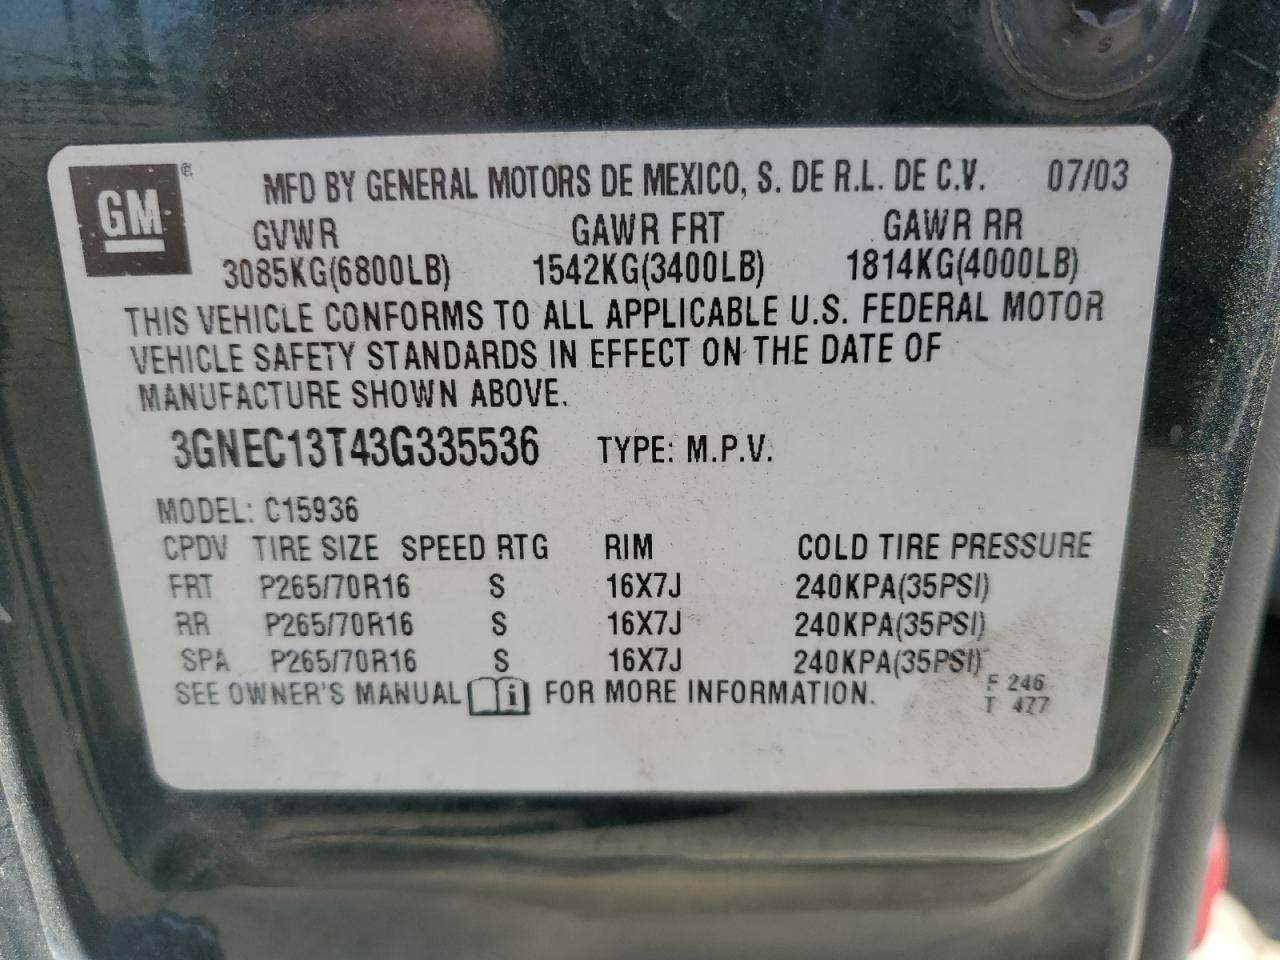 GM®
MFD BY GENERAL MOTORS DE MEXICO, S. DE R.L. DE C.V. 07/03
GVWR GAWR FRT GAWR RR
3085KG(6800LB) 1542KG(3400LB) 1814KG(4000LB)
THIS VEHICLE CONFORMS TO ALL APPLICABLE U.S. FEDERAL MOTOR
VEHICLE SAFETY STANDARDS IN EFFECT ON THE DATE OF
MANUFACTURE SHOWN ABOVE.
3GNEC13T43G335536 TYPE: M.P.V.
MODEL: C15936
CPDV TIRE SIZE SPEED RTG RIM COLD TIRE PRESSURE
FRT P265/70R16 S 16X7J 240KPA(35PSI)
RR P265/70R16 S 16X7J 240KPA(35PSI)
SPA P265/70R16 S 16X7J 240KPA(35PSI)
SEE OWNER'S MANUAL i FOR MORE INFORMATION.
F 246
T 477
S